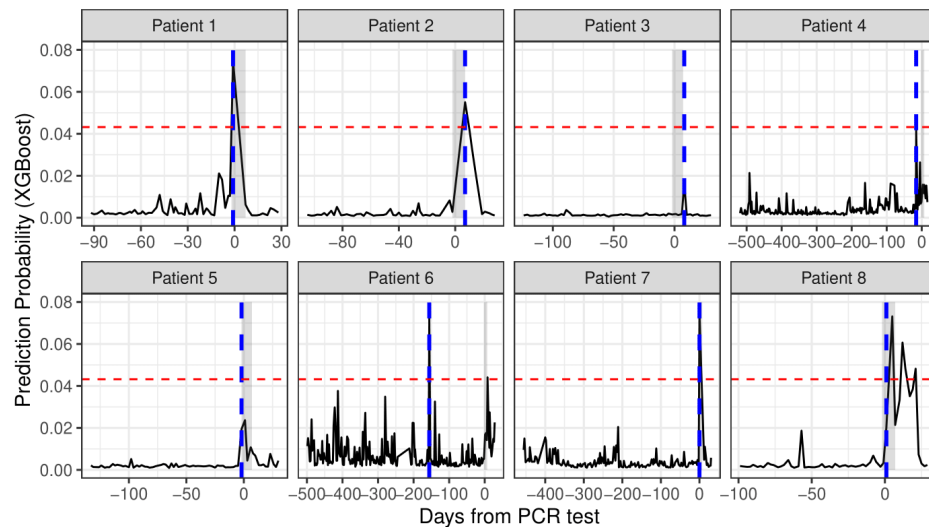 Patient 1 Patient 2 Patient 3 Patient 4
0.08
0.06
0.04
0.02
0.00
−90 −60 −30 0 30 −80 −40 0 −100 −50 0 −500−400−300−200−100 0
Patient 5 Patient 6 Patient 7 Patient 8
0.08
0.06
0.04
0.02
0.00
−100 −50 0 −500−400−300−200−100 0 −400 −300 −200 −100 0 −100 −50 0
Days from PCR test
Prediction Probability (XGBoost)